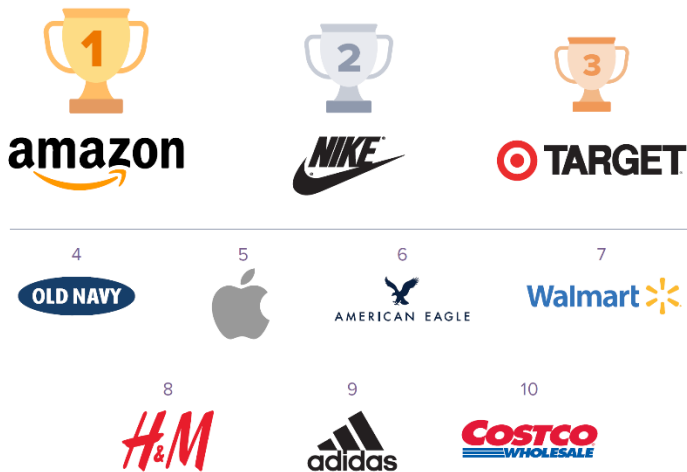 1
2
3
amazon
NIKE
TARGET
4
5
6
7
OLD NAVY
AMERICAN EAGLE
Walmart
8
9
10
H&M
adidas
COSTCO
WHOLESALE